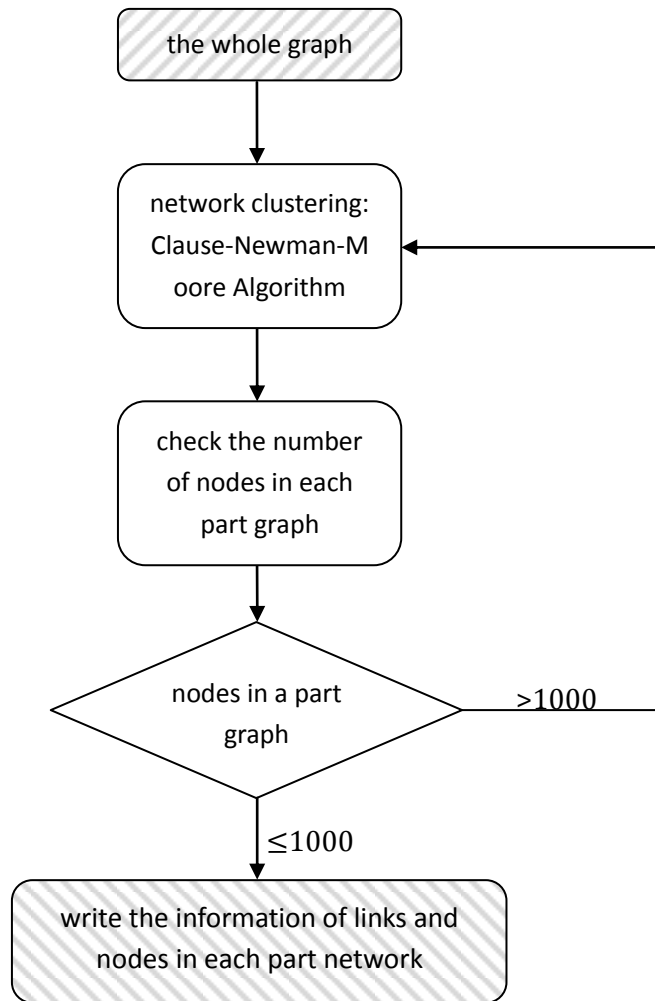 the whole graph
network clustering:
Clause-Newman-M
oore Algorithm
check the number
of nodes in each
part graph
nodes in a part
graph
>1000
≤1000
write the information of links and
nodes in each part network